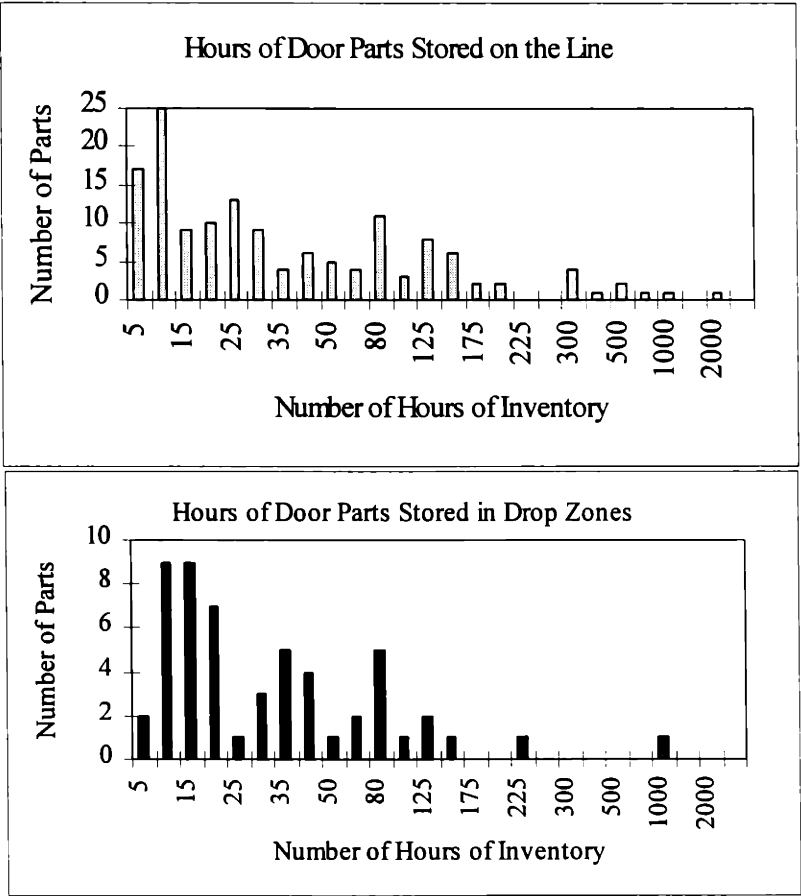 Hours of Door Parts Stored on the Line
Number of Parts
25
20
15
10
5
0
5 15 25 35 50 80 125 175 225 300 500 1000 2000
Number of Hours of Inventory
Hours of Door Parts Stored in Drop Zones
Number of Parts
10
8
6
4
2
0
5 15 25 35 50 80 125 175 225 300 500 1000 2000
Number of Hours of Inventory